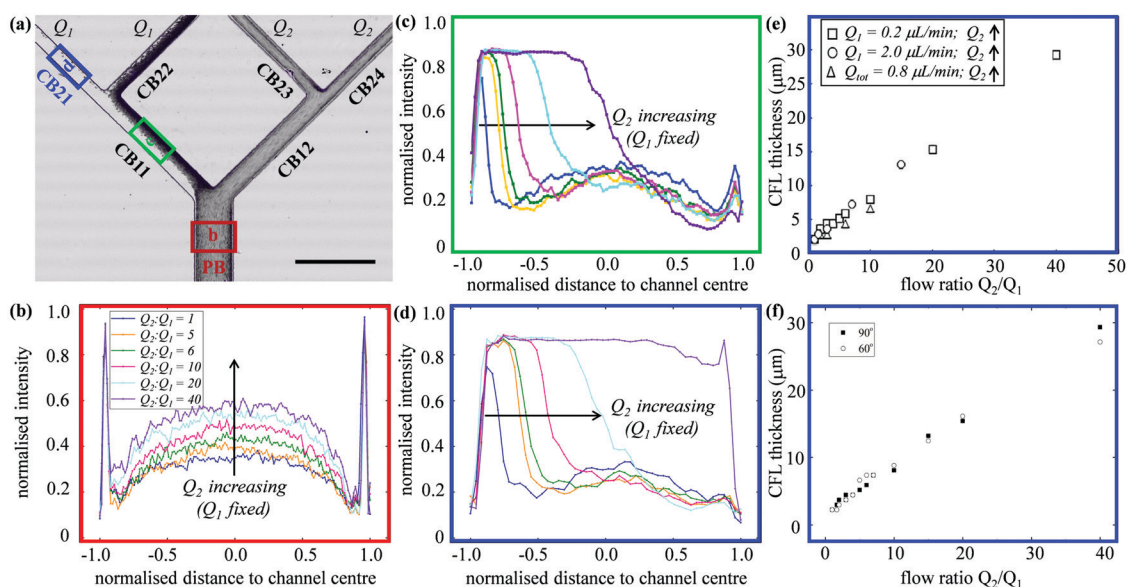 (a)
Q1
Q1
Q2
Q2
CB21
CB22
CB23
CB24
CB11
CB12
b
PB
(b)
Q2:Q1 = 1
Q2:Q1 = 5
Q2:Q1 = 6
Q2:Q1 = 10
Q2:Q1 = 20
Q2:Q1 = 40
Q2 increasing
(Q1 fixed)
normalised intensity
1.0
0.8
0.6
0.4
0.2
0
-1.0 -0.5 0.0 0.5 1.0
normalised distance to channel centre
(c)
Q2 increasing
(Q1 fixed)
normalised intensity
1.0
0.8
0.6
0.4
0.2
0
-1.0 -0.5 0.0 0.5 1.0
normalised distance to channel centre
(d)
Q2 increasing
(Q1 fixed)
normalised intensity
1.0
0.8
0.6
0.4
0.2
0
-1.0 -0.5 0.0 0.5 1.0
normalised distance to channel centre
(e)
Q1 = 0.2 μL/min; Q2 ↑
Q1 = 2.0 μL/min; Q2 ↑
Qtot = 0.8 μL/min; Q2 ↑
CFL thickness (μm)
30
20
10
5
0
0 10 20 30 40 50
flow ratio Q2/Q1
(f)
90°
60°
CFL thickness (μm)
30
20
10
0
0 10 20 30 40
flow ratio Q2/Q1